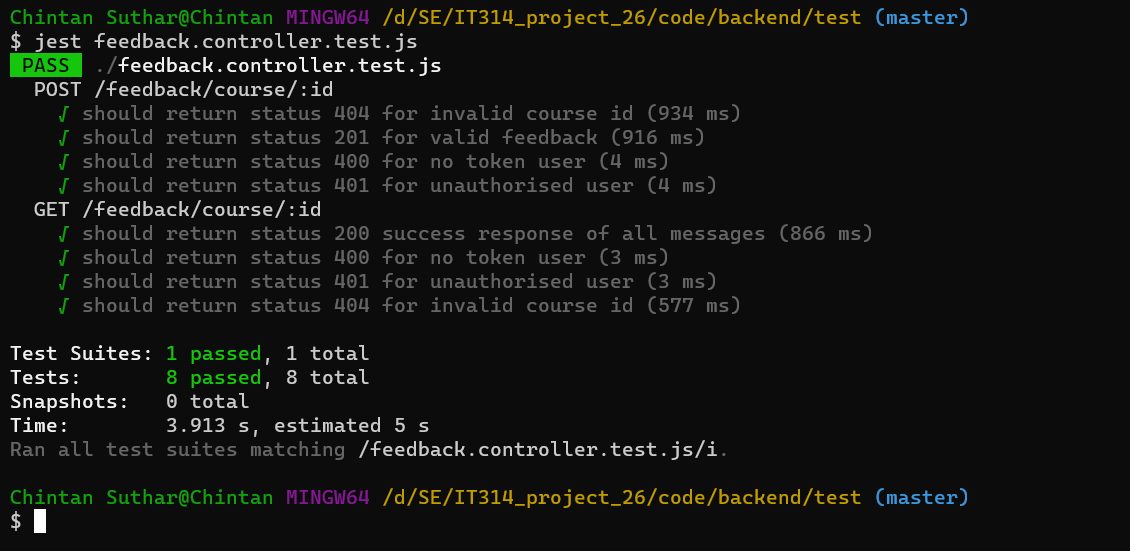 Chintan Suthar@Chintan MINGW64 /d/SE/IT314_project_26/code/backend/test (master)
$ jest feedback.controller.test.js
PASS ./feedback.controller.test.js
POST /feedback/course/:id
√ should return status 404 for invalid course id (934 ms)
√ should return status 201 for valid feedback (916 ms)
√ should return status 400 for no token user (4 ms)
√ should return status 401 for unauthorised user (4 ms)
GET /feedback/course/:id
√ should return status 200 success response of all messages (866 ms)
√ should return status 400 for no token user (3 ms)
√ should return status 401 for unauthorised user (3 ms)
√ should return status 404 for invalid course id (577 ms)
Test Suites: 1 passed, 1 total
Tests: 8 passed, 8 total
Snapshots: 0 total
Time: 3.913 s, estimated 5 s
Ran all test suites matching /feedback.controller.test.js/i.
Chintan Suthar@Chintan MINGW64 /d/SE/IT314_project_26/code/backend/test (master)
$